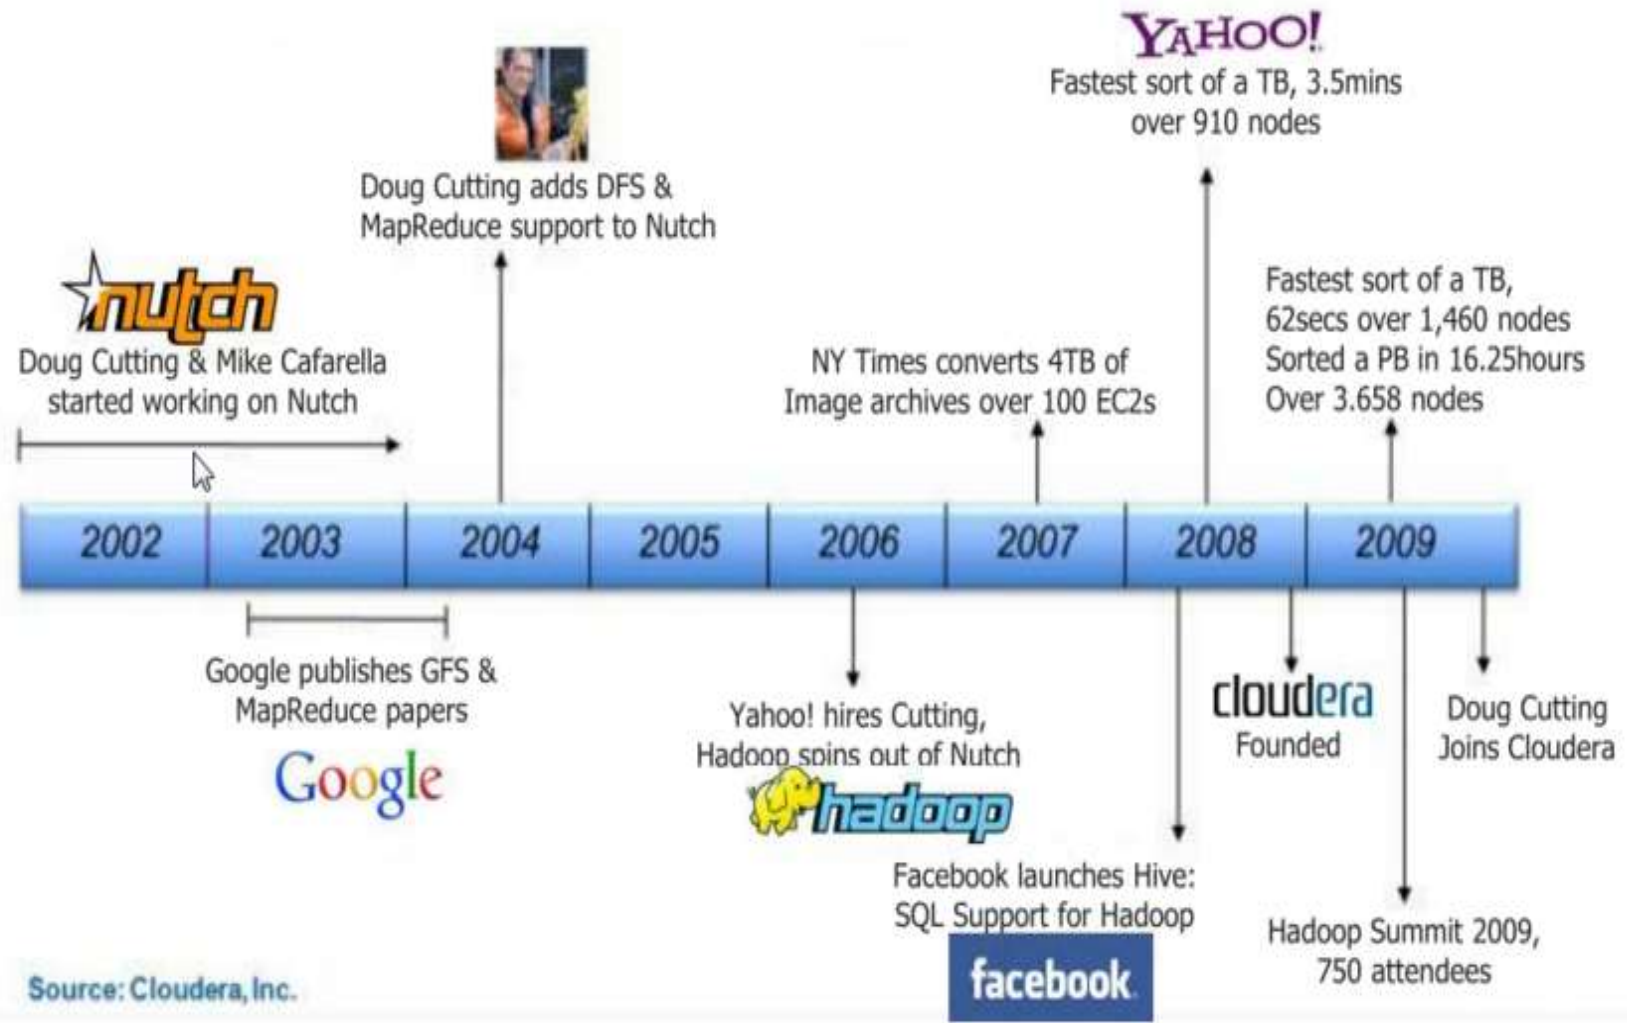 YAHOO!
Fastest sort of a TB, 3.5mins
over 910 nodes
Doug Cutting adds DFS &
MapReduce support to Nutch
nutch
Doug Cutting & Mike Cafarella
started working on Nutch
NY Times converts 4TB of
Image archives over 100 EC2s
Fastest sort of a TB,
62secs over 1,460 nodes
Sorted a PB in 16.25hours
Over 3.658 nodes
2002
2003
2004
2005
2006
2007
2008
2009
Google publishes GFS &
MapReduce papers
Google
Yahoo! hires Cutting,
Hadoop spins out of Nutch
hadoop
Facebook launches Hive:
SQL Support for Hadoop
facebook
cloudera
Founded
Doug Cutting
Joins Cloudera
Hadoop Summit 2009,
750 attendees
Source: Cloudera, Inc.